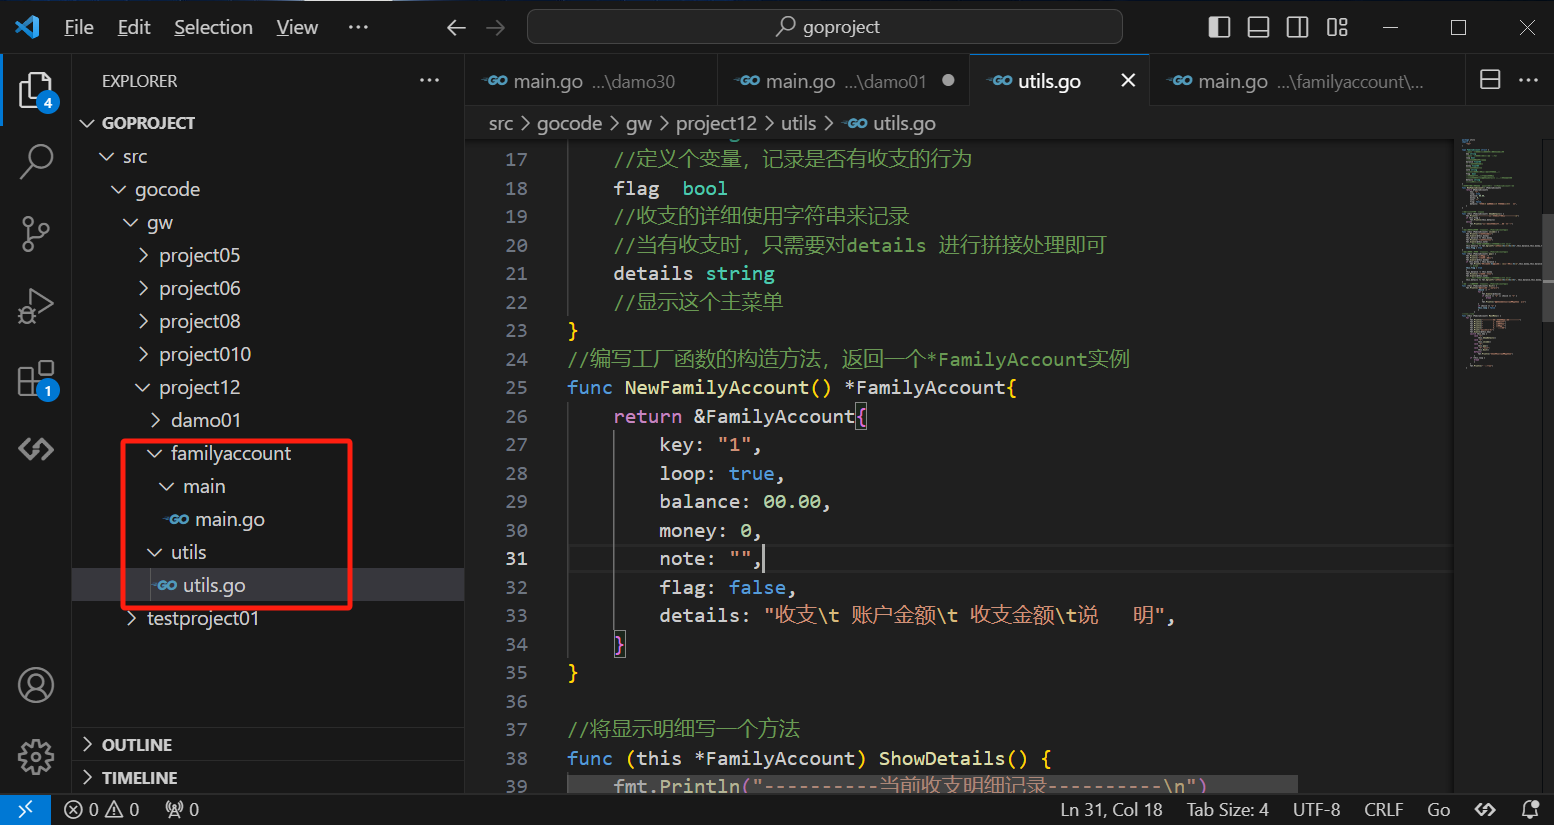 File Edit Selection View ··· goproject
EXPLORER ···
GOPROJECT
src
gocode
gw
project05
project06
project08
project010
project12
damo01
familyaccount
main
main.go
utils
utils.go
testproject01
OUTLINE
TIMELINE
4
1
main.go ...\damo30 main.go ...\damo01 utils.go main.go ...\familyaccount\...
src > gocode > gw > project12 > utils > utils.go
17 //定义个变量，记录是否有收支的行为
18 flag  bool
19 //收支的详细使用字符串来记录
20 //当有收支时，只需要对details 进行拼接处理即可
21 details string
22 //显示这个主菜单
23 }
24 //编写工厂函数的构造方法，返回一个*FamilyAccount实例
25 func NewFamilyAccount() *FamilyAccount{
26 return &FamilyAccount{
27 key: "1",
28 loop: true,
29 balance: 00.00,
30 money: 0,
31 note: "",
32 flag: false,
33 details: "收支\t 账户金额\t 收支金额\t说   明",
34 }
35 }
36
37 //将显示明细写一个方法
38 func (this *FamilyAccount) ShowDetails() {
39 fmt.Println("----------当前收支明细记录----------\n")
0 0 0 Ln 31, Col 18 Tab Size: 4 UTF-8 CRLF Go